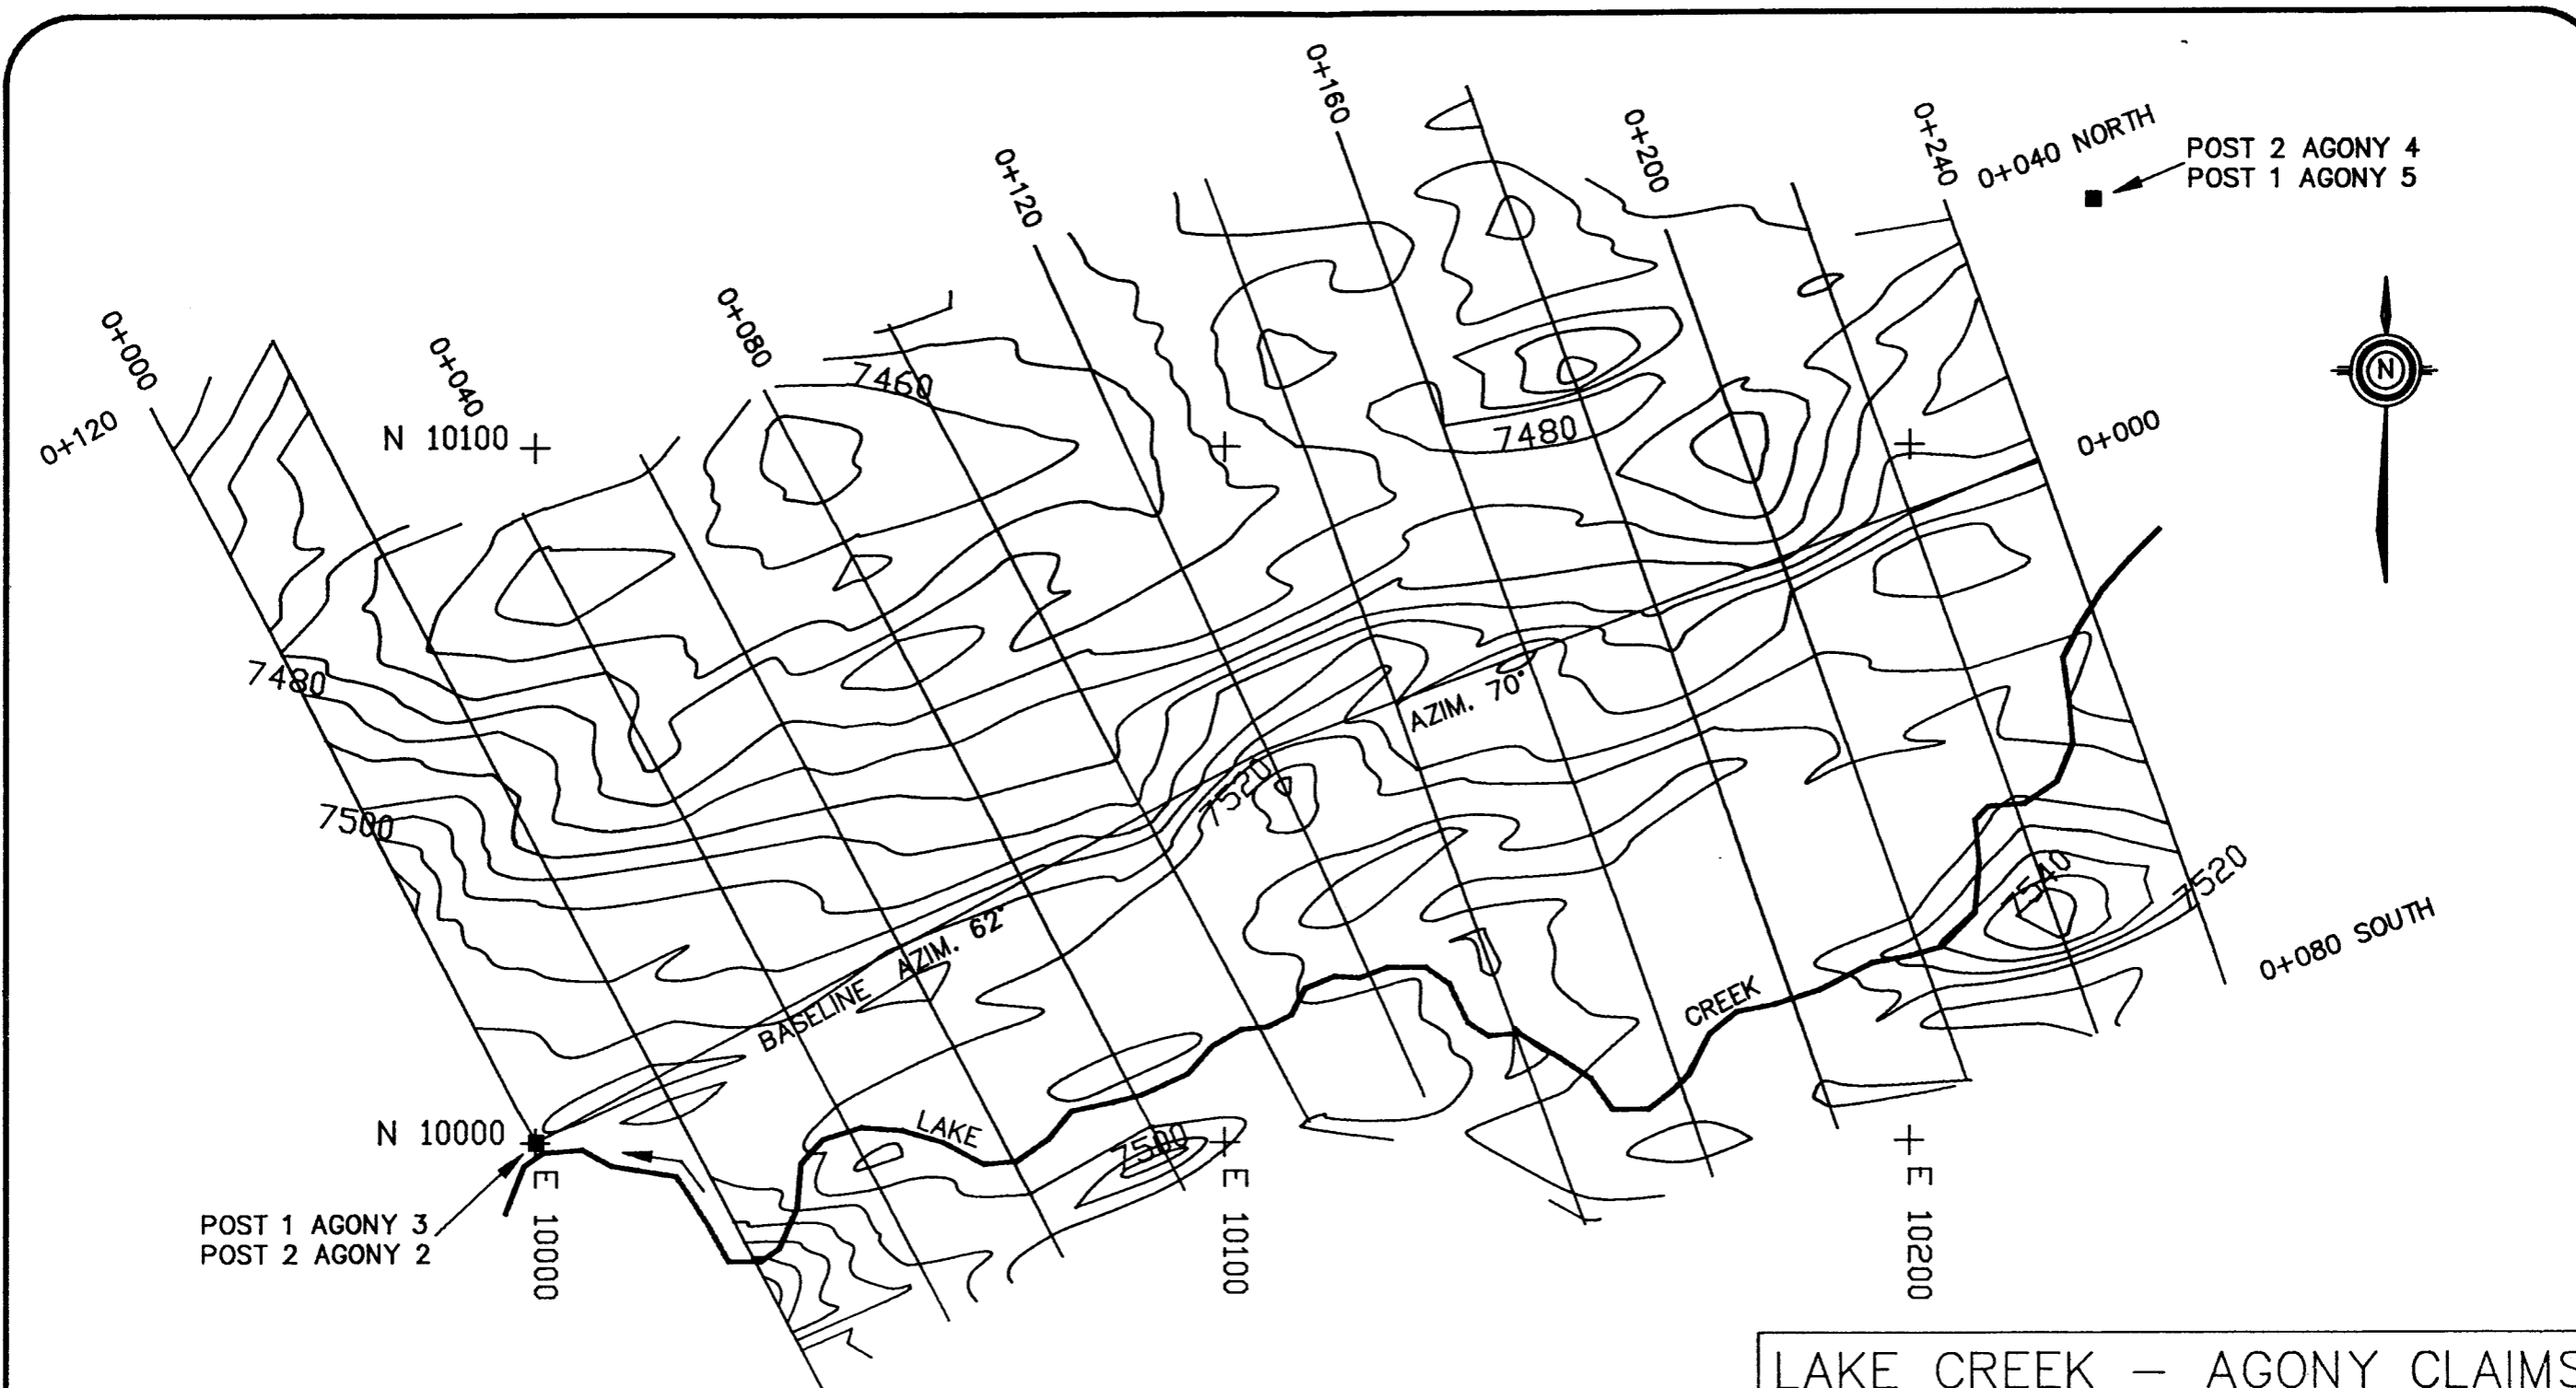 0+160
0+200
0+240
0+040 NORTH
POST 2 AGONY 4
POST 1 AGONY 5
0+120
0+080
0+000
0+040
0+120
N 10100
7460
7480
N
0+000
7480
7500
AZIM. 70°
7520
AZIM. 62°
BASELINE
7540
7520
0+080 SOUTH
CREEK
LAKE
7500
N 10000
E 10000
E 10100
E 10200
POST 1 AGONY 3
POST 2 AGONY 2
LAKE CREEK – AGONY CLAIMS